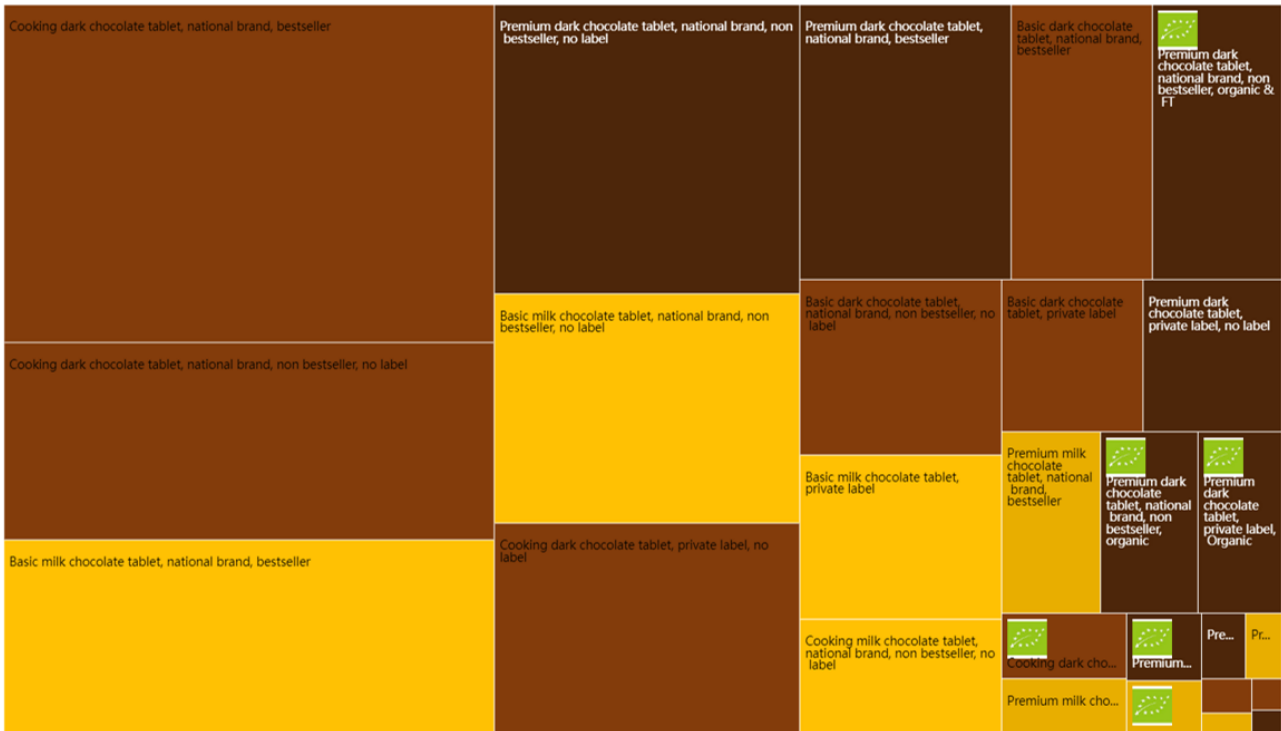 Cooking dark chocolate tablet, national brand, bestseller
Cooking dark chocolate tablet, national brand, non bestseller, no label
Basic milk chocolate tablet, national brand, bestseller
Premium dark chocolate tablet, national brand, non
bestseller, no label
Basic milk chocolate tablet, national brand, non
bestseller, no label
Cooking dark chocolate tablet, private label, no
label
Premium dark chocolate tablet,
national brand, bestseller
Basic dark chocolate
tablet, national brand,
bestseller
Premium dark
chocolate tablet,
national brand, non
bestseller, organic &
FT
Basic dark chocolate tablet,
national brand, non bestseller, no
label
Basic dark chocolate
tablet, private label
Premium dark
chocolate tablet,
private label, no label
Basic milk chocolate tablet,
private label
Premium milk
chocolate
tablet, national
brand,
bestseller
Premium dark
chocolate
tablet, national
brand, non
bestseller,
organic
Premium
dark
chocolate
tablet,
private label,
Organic
Cooking milk chocolate tablet,
national brand, non bestseller, no
label
Cooking dark cho...
Premium...
Pre...
Pr...
Premium milk cho...